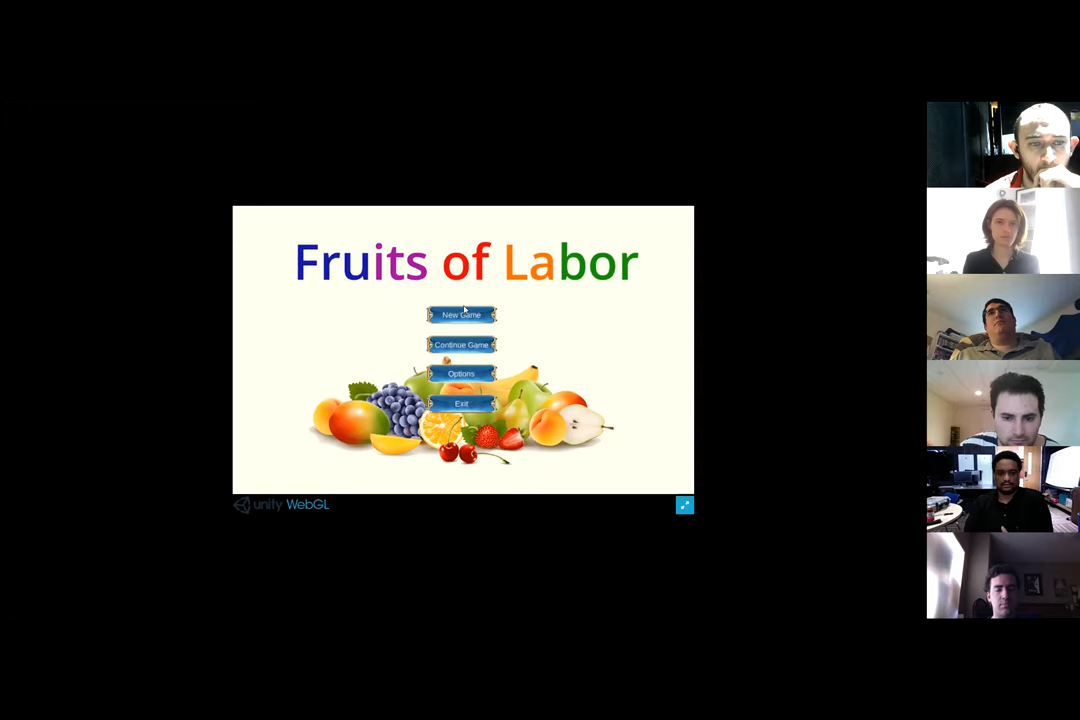 Fruits of Labor
New Game
Continue Game
Options
Exit
unity WebGL